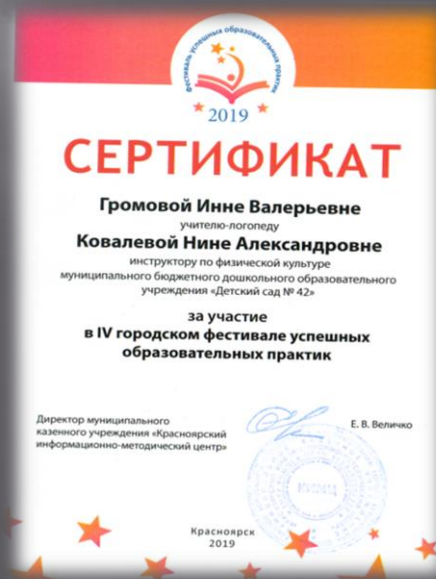 Фестиваль успешных образовательных практик
2019
СЕРТИФИКАТ
Громовой Инне Валерьевне
учителю-логопеду
Ковалевой Нине Александровне
инструктору по физической культуре
муниципального бюджетного дошкольного образовательного
учреждения «Детский сад № 42»
за участие
в IV городском фестивале успешных
образовательных практик
Директор муниципального
казенного учреждения «Красноярский
информационно-методический центр»
Е. В. Величко
Красноярск
2019